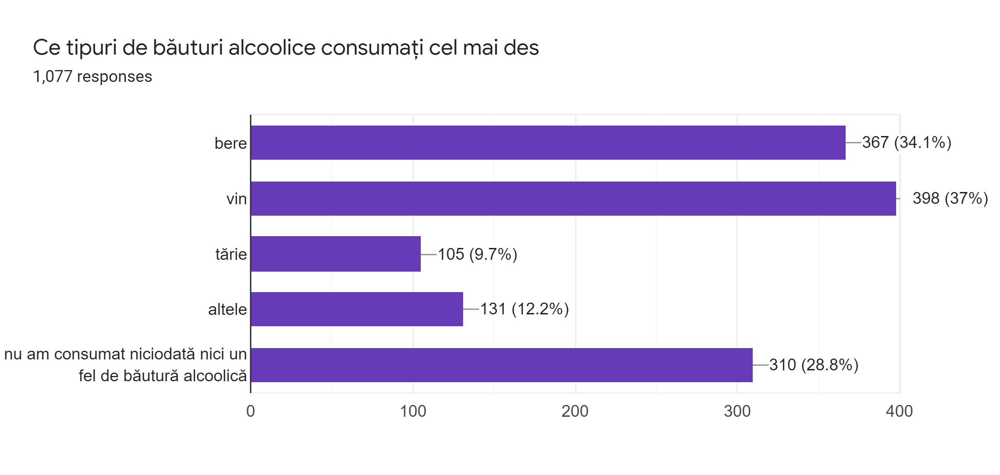 Ce tipuri de băuturi alcoolice consumați cel mai des
1,077 responses
bere
367 (34.1%)
vin
398 (37%)
tărie
105 (9.7%)
altele
131 (12.2%)
nu am consumat niciodată nici un
fel de băutură alcoolică
310 (28.8%)
0 100 200 300 400